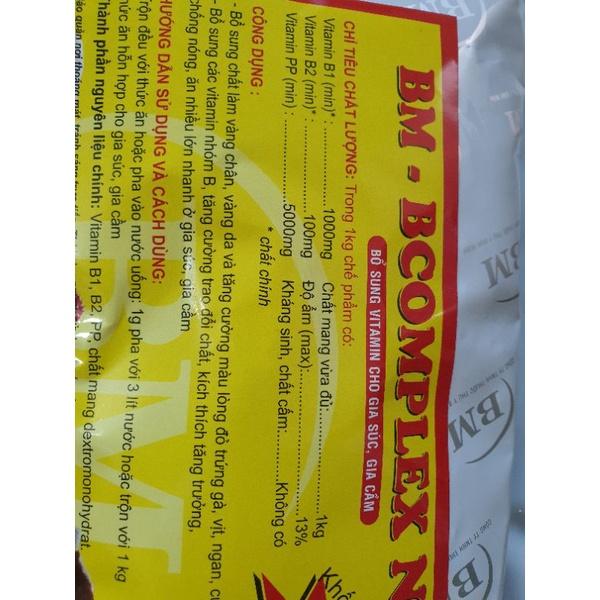 BM - BCOMPLEX N
BỔ SUNG VITAMIN CHO GIA SÚC, GIA CẦM
CHỈ TIÊU CHẤT LƯỢNG: Trong 1kg chế phẩm có:
Vitamin B1 (min)*: 1000mg Chất mang vừa đủ: 1kg
Vitamin B2 (min)*: 100mg Độ ẩm (max): 13%
Vitamin PP (min): 5000mg Kháng sinh, chất cấm: Không có
* chất chính
CÔNG DỤNG :
- Bổ sung chất làm vàng chân, vàng da và tăng cường màu lòng đỏ trứng gà, vịt, ngan, cu
- Bổ sung các vitamin nhóm B, tăng cường trao đổi chất, kích thích tăng trưởng,
chống nóng, ăn nhiều lớn nhanh ở gia súc, gia cầm
HƯỚNG DẪN SỬ DỤNG VÀ CÁCH DÙNG:
Trộn đều với thức ăn hoặc pha vào nước uống: 1g pha với 3 lít nước hoặc trộn với 1 kg
thức ăn hỗn hợp cho gia súc, gia cầm
Thành phần nguyên liệu chính: Vitamin B1, B2, PP, chất mang dextromonohydrat.
BM
BM
BM